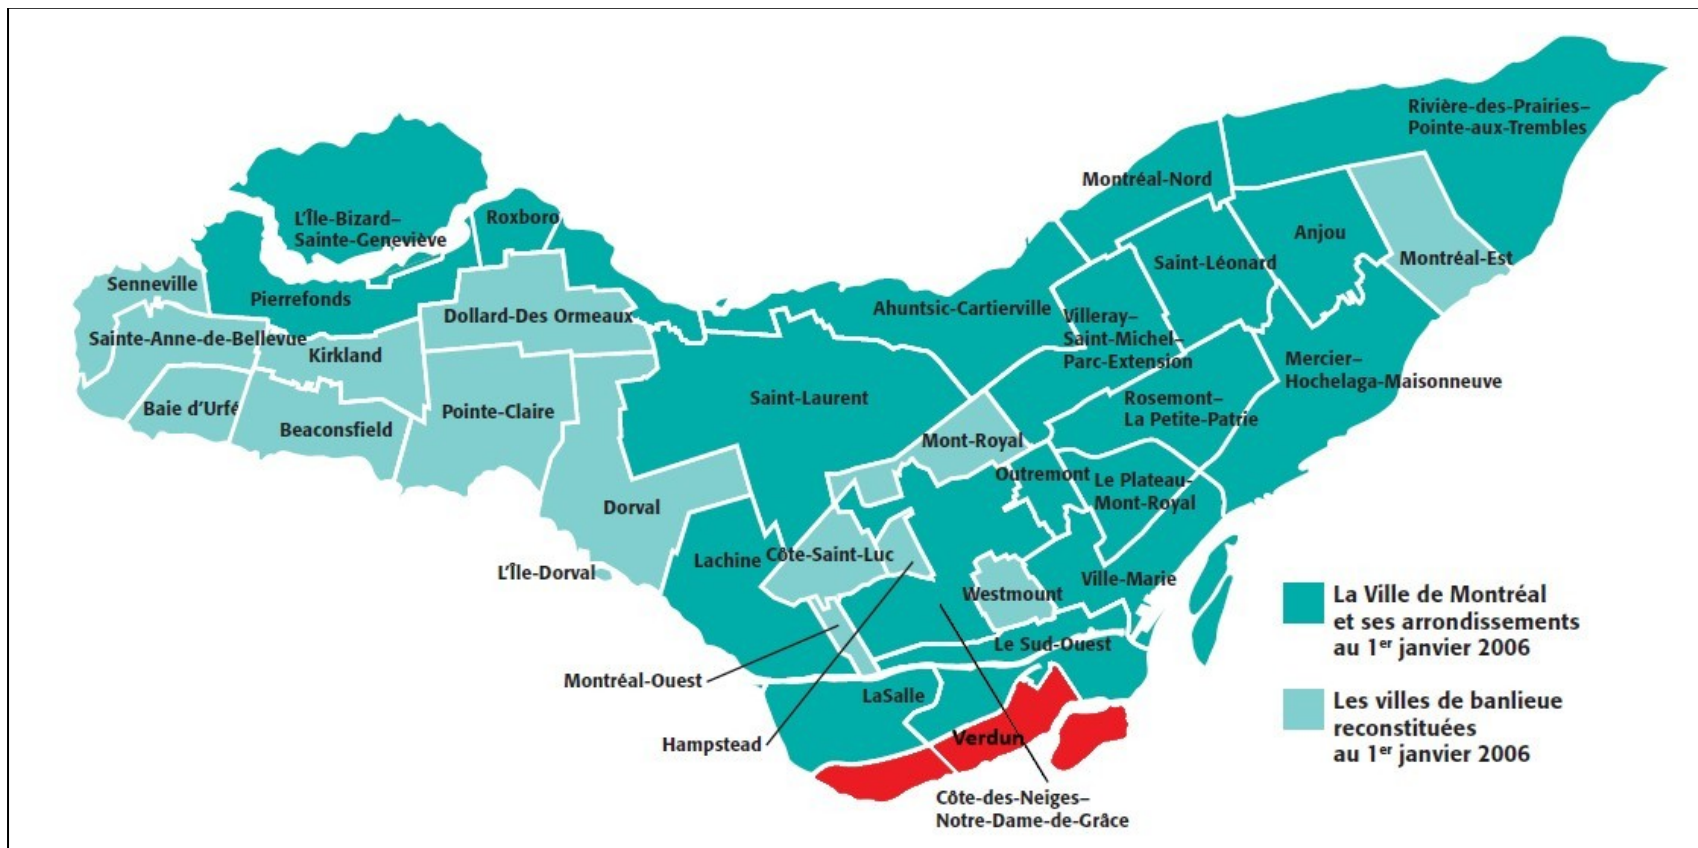 Rivière-des-Prairies–
Pointe-aux-Trembles
Montréal-Nord
L'Île-Bizard–
Sainte-Geneviève
Roxboro
Anjou
Montréal-Est
Saint-Léonard
Senneville
Pierrefonds
Dollard-Des Ormeaux
Ahuntsic-Cartierville
Villeray–
Saint-Michel–
Parc-Extension
Sainte-Anne-de-Bellevue
Kirkland
Mercier–
Hochelaga-Maisonneuve
Baie d'Urfé
Beaconsfield
Pointe-Claire
Saint-Laurent
Rosemont–
La Petite-Patrie
Mont-Royal
Outremont
Le Plateau-
Mont-Royal
Dorval
L'Île-Dorval
Lachine
Côte-Saint-Luc
Westmount
Ville-Marie
Le Sud-Ouest
Montréal-Ouest
LaSalle
Hampstead
Verdun
Côte-des-Neiges–
Notre-Dame-de-Grâce
La Ville de Montréal
et ses arrondissements
au 1er janvier 2006
Les villes de banlieue
reconstituées
au 1er janvier 2006